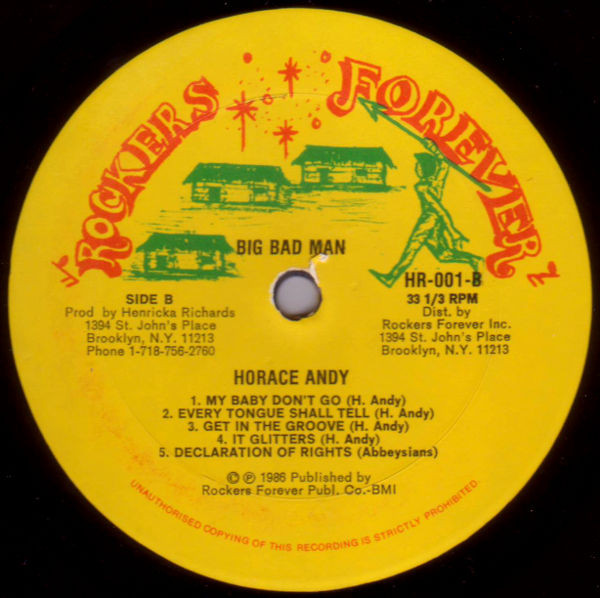 ROCKERS FOREVER
BIG BAD MAN
SIDE B
Prod by Henricka Richards
1394 St. John's Place
Brooklyn, N.Y. 11213
Phone 1-718-756-2760
HR-001-B
33 1/3 RPM
Dist. by
Rockers Forever Inc.
1394 St. John's Place
Brooklyn, N.Y. 11213
HORACE ANDY
1. MY BABY DON'T GO (H. Andy)
2. EVERY TONGUE SHALL TELL (H. Andy)
3. GET IN THE GROOVE (H. Andy)
4. IT GLITTERS (H. Andy)
5. DECLARATION OF RIGHTS (Abbeysians)
© ℗ 1986 Published by
Rockers Forever Publ. Co.-BMI
UNAUTHORISED COPYING OF THIS RECORDING IS STRICTLY PROHIBITED.